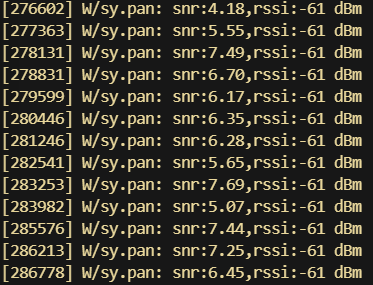 [276602] W/sy.pan: snr:4.18,rssi:-61 dBm
[277363] W/sy.pan: snr:5.55,rssi:-61 dBm
[278131] W/sy.pan: snr:7.49,rssi:-61 dBm
[278831] W/sy.pan: snr:6.70,rssi:-61 dBm
[279599] W/sy.pan: snr:6.17,rssi:-61 dBm
[280446] W/sy.pan: snr:6.35,rssi:-61 dBm
[281246] W/sy.pan: snr:6.28,rssi:-61 dBm
[282541] W/sy.pan: snr:5.65,rssi:-61 dBm
[283253] W/sy.pan: snr:7.69,rssi:-61 dBm
[283982] W/sy.pan: snr:5.07,rssi:-61 dBm
[285576] W/sy.pan: snr:7.44,rssi:-61 dBm
[286213] W/sy.pan: snr:7.25,rssi:-61 dBm
[286778] W/sy.pan: snr:6.45,rssi:-61 dBm